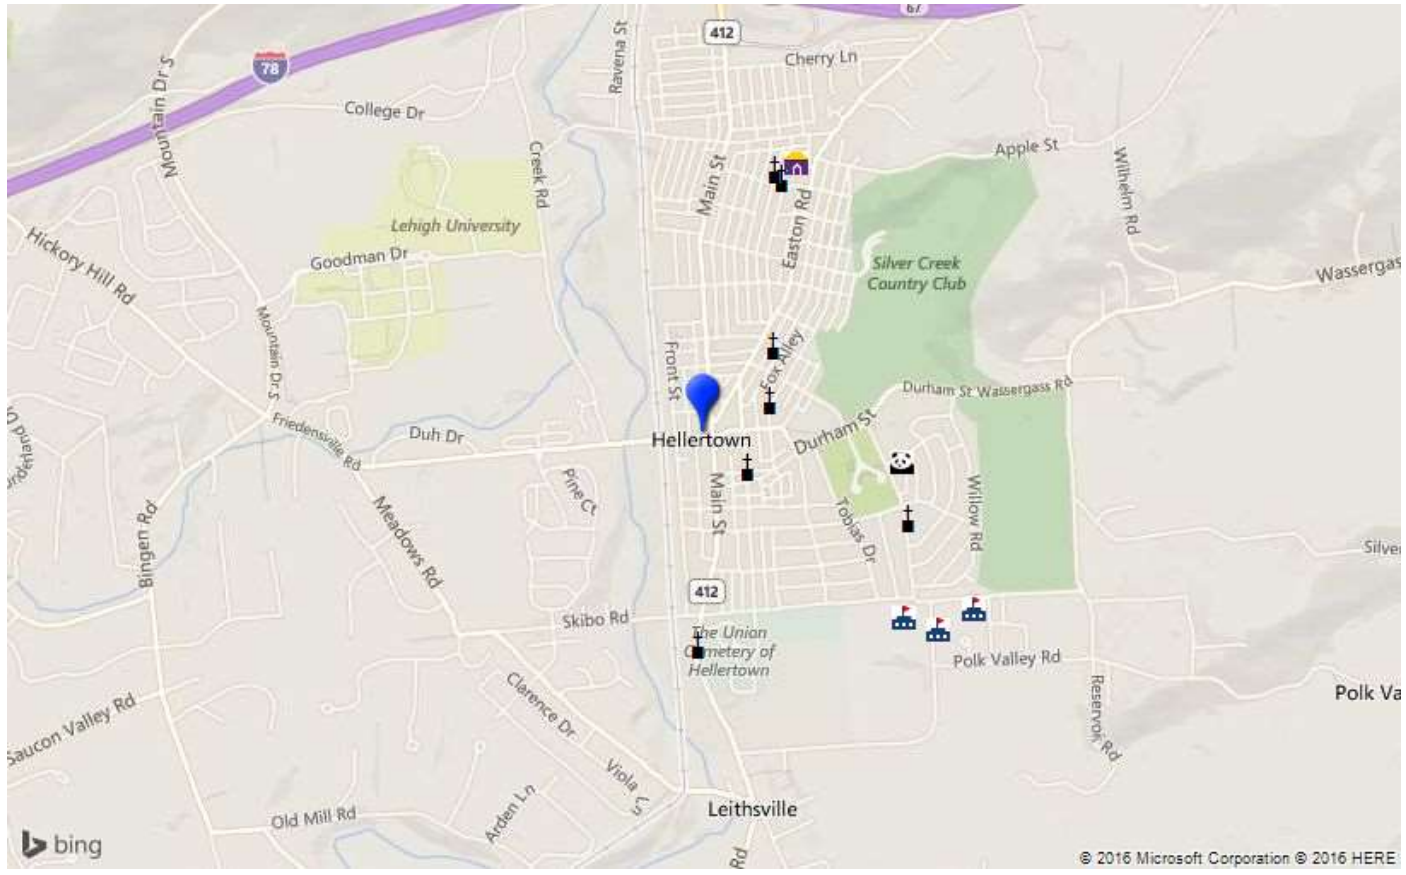 67
412
Cherry Ln
Ravena St
78
Mountain Dr S
College Dr
Creek Rd
Apple St
Wilhelm Rd
Main St
Lehigh University
Easton Rd
Hickory Hill Rd
Goodman Dr
Silver Creek
Country Club
Wassergas
Mountain Dr S
Front St
Fox Alley
Durham St
Wassergass Rd
Friedensville Rd
Duh Dr
Hellertown
Durham St
Pine Ct
Main St
Willow Rd
Tobias Dr
Bingen Rd
Meadows Rd
Silver
412
Skibo Rd
The Union
Cemetery of
Hellertown
Polk Valley Rd
Polk Va
Reservoir Rd
Clarence Dr
Saucon Valley Rd
Viola Ln
Leithsville
Old Mill Rd
Arden Ln
bing
Rd
© 2016 Microsoft Corporation © 2016 HERE